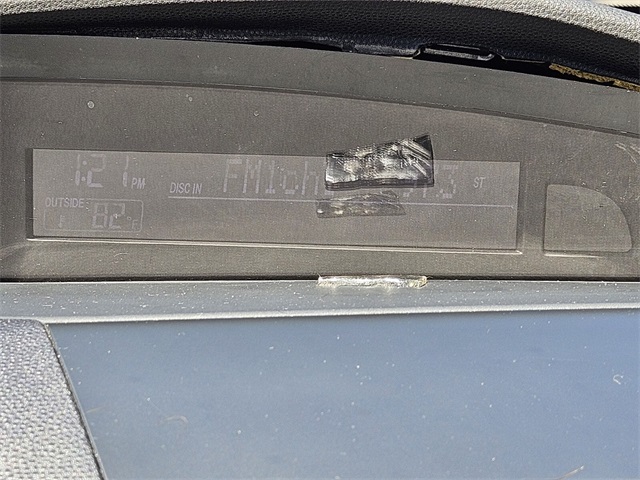 1:21 PM DISC IN FM1ch ST
OUTSIDE:
82°F